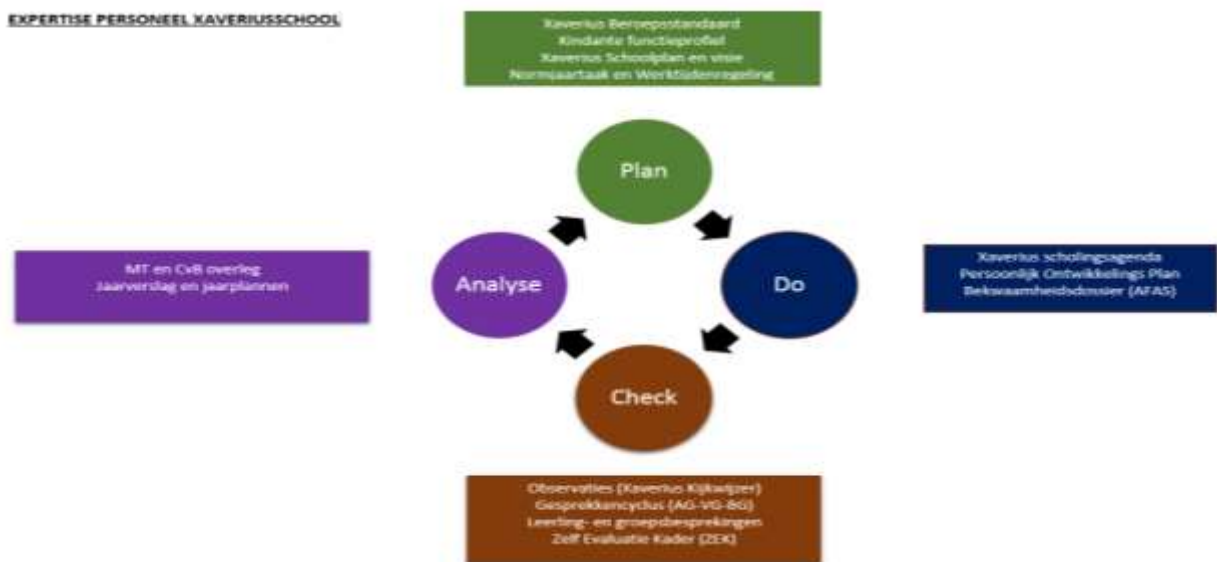 EXPERTISE PERSONEEL XAVERIUSSCHOOL
Xaverius Beroepsstandaard
Kindante functieprofiel
Xaverius Schoolplan en visie
Normjaartaak en Werktijdenregeling
Plan
MT en CvB overleg
Jaarverslag en jaarplannen
Analyse
Do
Xaverius scholingsagenda
Persoonlijk Ontwikkelings Plan
Bekwaamheidsdossier (AFAS)
Check
Observaties (Xaverius Kijkwijzer)
Gesprekkencyclus (AG-VG-BG)
Leerling- en groepsbesprekingen
Zelf Evaluatie Kader (ZEK)